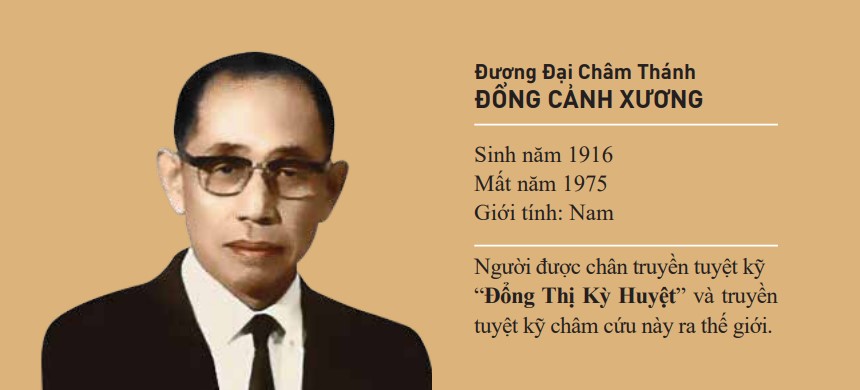 Đương Đại Châm Thánh
ĐỔNG CẢNH XƯƠNG
Sinh năm 1916
Mất năm 1975
Giới tính: Nam
Người được chân truyền tuyệt kỹ
“Đổng Thị Kỳ Huyệt” và truyền
tuyệt kỹ châm cứu này ra thế giới.